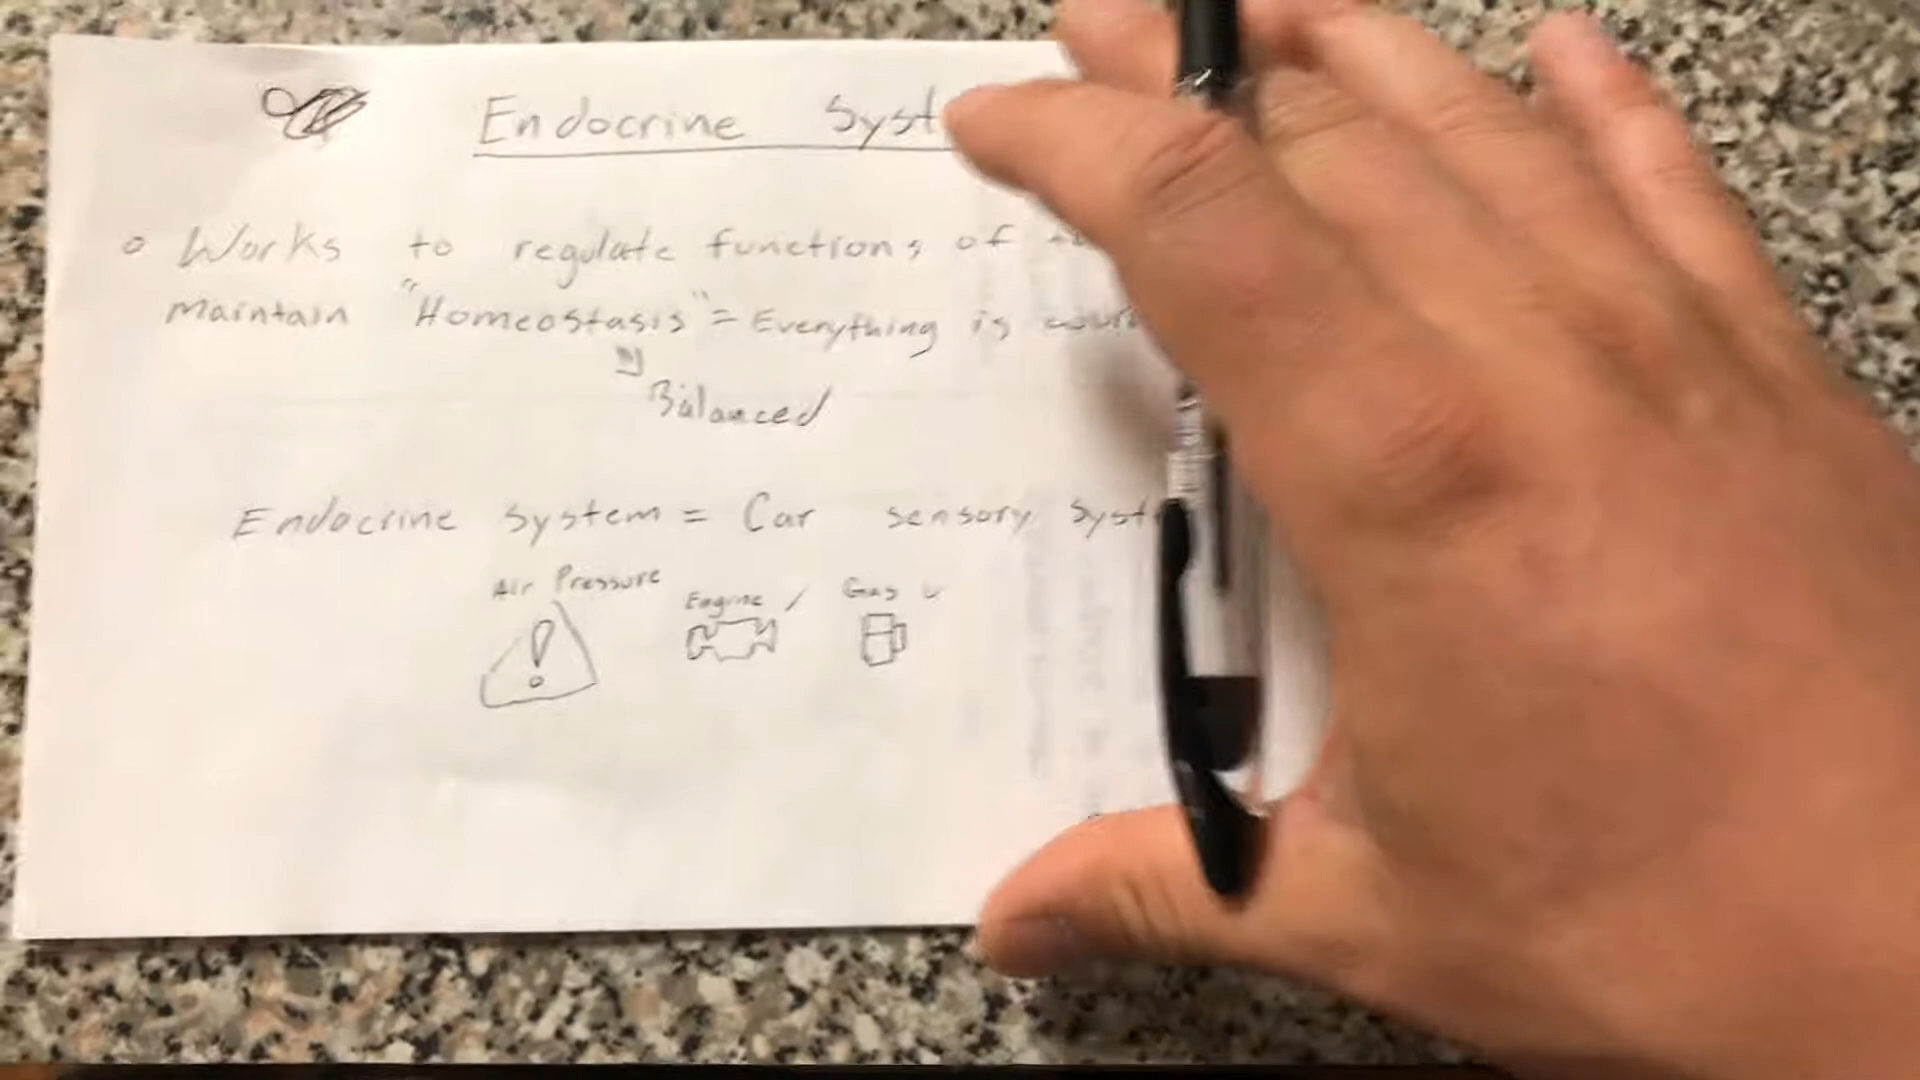 Endocrine Syst
Works to regulate functions of
maintain "Homeostasis" = Everything is
Balanced
Endocrine system = Car sensory syst
Air Pressure
Engine / Gas